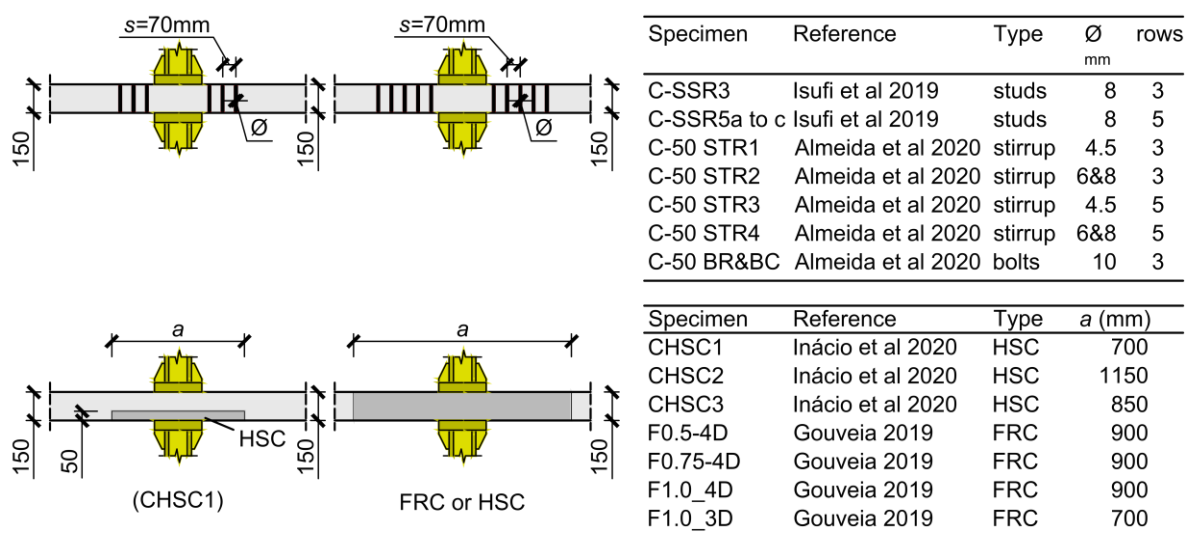 s=70mm
s=70mm
150
Ø
150
Ø
150
Specimen Reference Type Ø rows
mm
C-SSR3 Isufi et al 2019 studs 8 3
C-SSR5a to c Isufi et al 2019 studs 8 5
C-50 STR1 Almeida et al 2020 stirrup 4.5 3
C-50 STR2 Almeida et al 2020 stirrup 6&8 3
C-50 STR3 Almeida et al 2020 stirrup 4.5 5
C-50 STR4 Almeida et al 2020 stirrup 6&8 5
C-50 BR&BC Almeida et al 2020 bolts 10 3
a
a
150
50
HSC
150
150
(CHSC1)
FRC or HSC
Specimen Reference Type a (mm)
CHSC1 Inácio et al 2020 HSC 700
CHSC2 Inácio et al 2020 HSC 1150
CHSC3 Inácio et al 2020 HSC 850
F0.5-4D Gouveia 2019 FRC 900
F0.75-4D Gouveia 2019 FRC 900
F1.0_4D Gouveia 2019 FRC 900
F1.0_3D Gouveia 2019 FRC 700